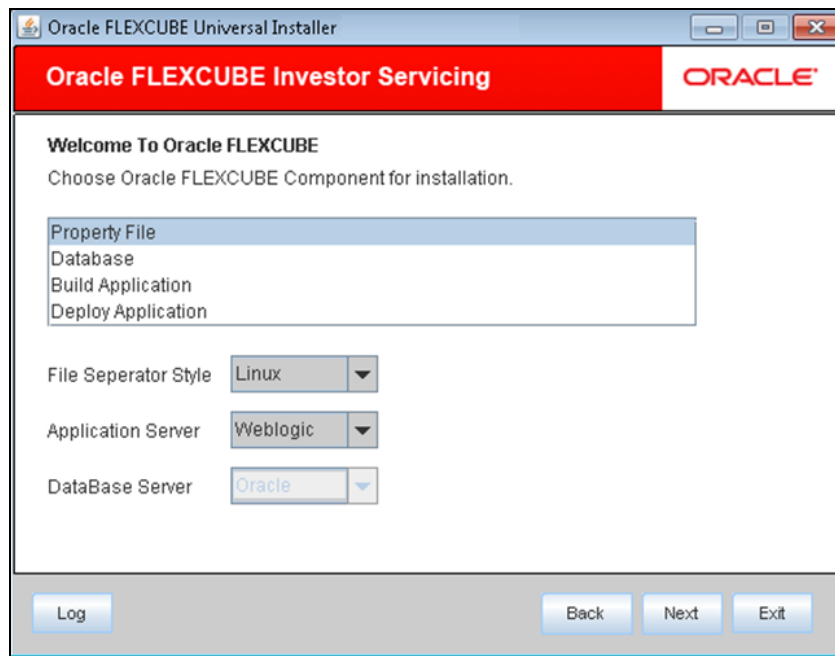 Oracle FLEXCUBE Universal Installer
Oracle FLEXCUBE Investor Servicing
ORACLE®
Welcome To Oracle FLEXCUBE
Choose Oracle FLEXCUBE Component for installation.
Property File
Database
Build Application
Deploy Application
File Seperator Style Linux
Application Server Weblogic
DataBase Server Oracle
Log Back Next Exit